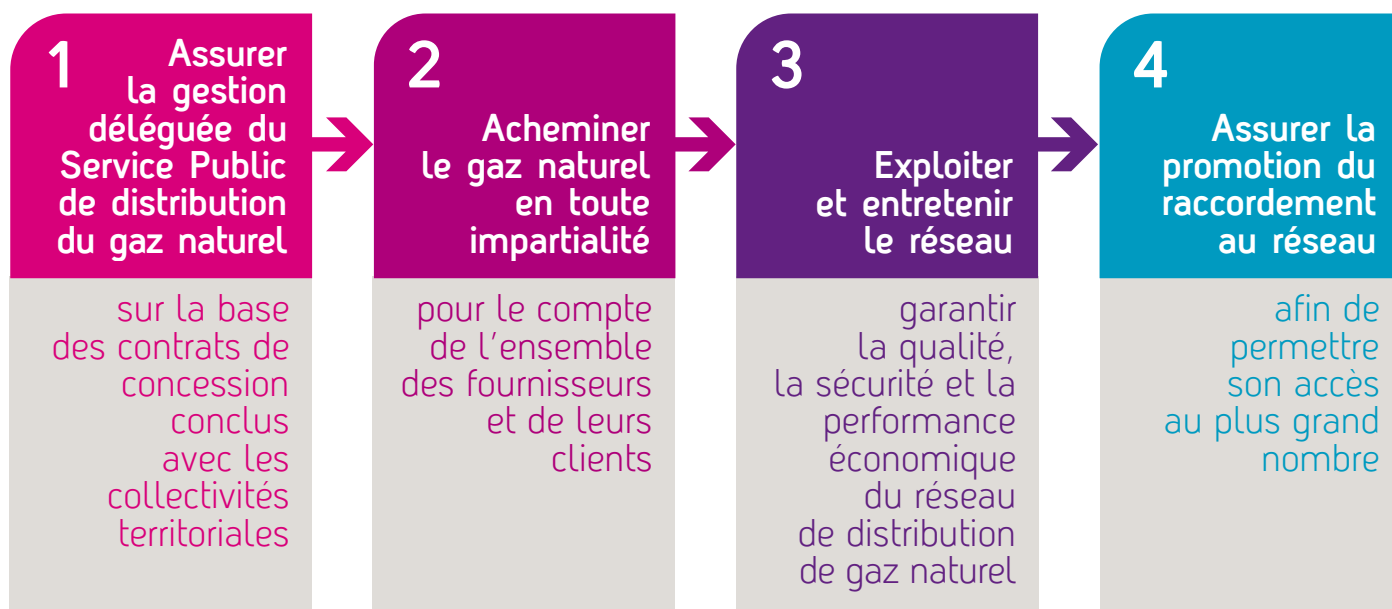 1
Assurer
la gestion
déléguée du
Service Public
de distribution
du gaz naturel
sur la base
des contrats de
concession
conclus
avec les
collectivités
territoriales
2
Acheminer
le gaz naturel
en toute
impartialité
pour le compte
de l'ensemble
des fournisseurs
et de leurs
clients
3
Exploiter
et entretenir
le réseau
garantir
la qualité,
la sécurité et la
performance
économique
du réseau
de distribution
de gaz naturel
4
Assurer la
promotion du
raccordement
au réseau
afin de
permettre
son accès
au plus grand
nombre